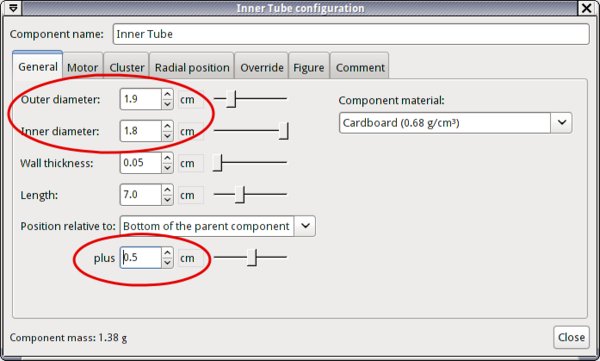 Inner Tube configuration
Component name: Inner Tube
General Motor Cluster Radial position Override Figure Comment
Outer diameter: 1.9 cm
Component material:
Inner diameter: 1.8 cm
Cardboard (0.68 g/cm³)
Wall thickness: 0.05 cm
Length: 7.0 cm
Position relative to: Bottom of the parent component
plus 0.5 cm
Component mass: 1.38 g
Close